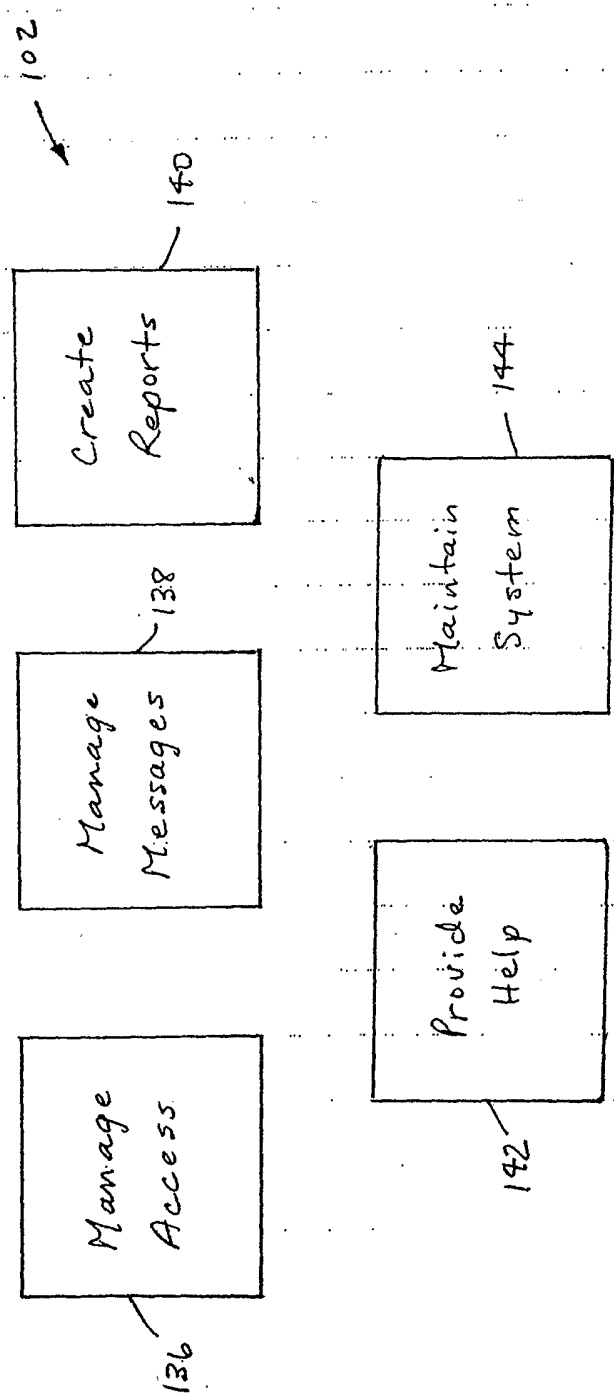 102
Manage
Access
136
Manage
Messages
138
Create
Reports
140
Provide
Help
142
Maintain
System
144